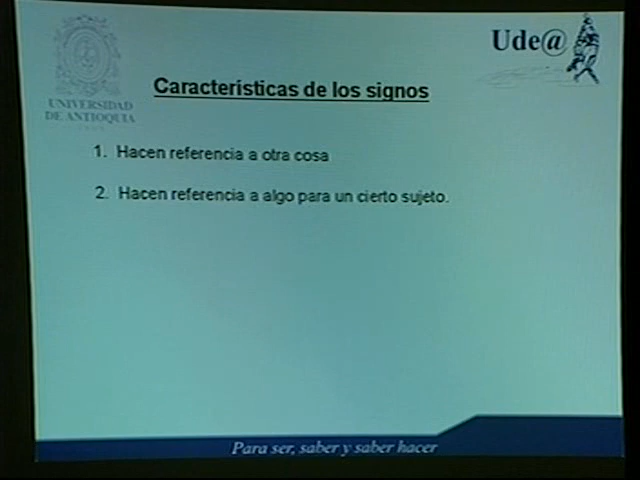 UNIVERSIDAD
DE ANTIOQUIA
Ude@
Características de los signos
1. Hacen referencia a otra cosa
2. Hacen referencia a algo para un cierto sujeto.
Para ser, saber y saber hacer